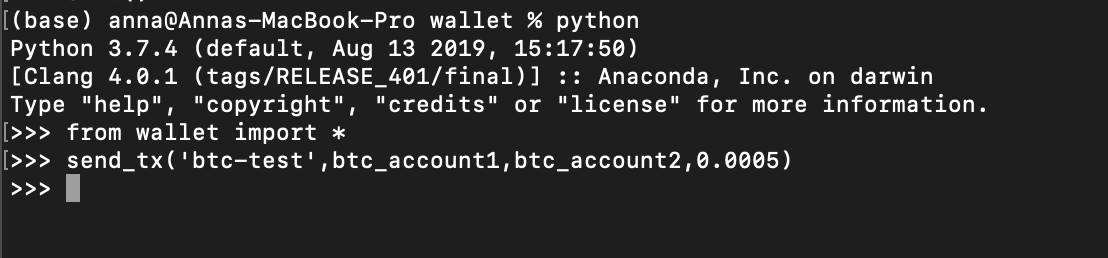 [(base) anna@Annas-MacBook-Pro wallet % python
Python 3.7.4 (default, Aug 13 2019, 15:17:50)
[Clang 4.0.1 (tags/RELEASE_401/final)] :: Anaconda, Inc. on darwin
Type "help", "copyright", "credits" or "license" for more information.
[>>> from wallet import *
[>>> send_tx('btc-test',btc_account1,btc_account2,0.0005)
>>>